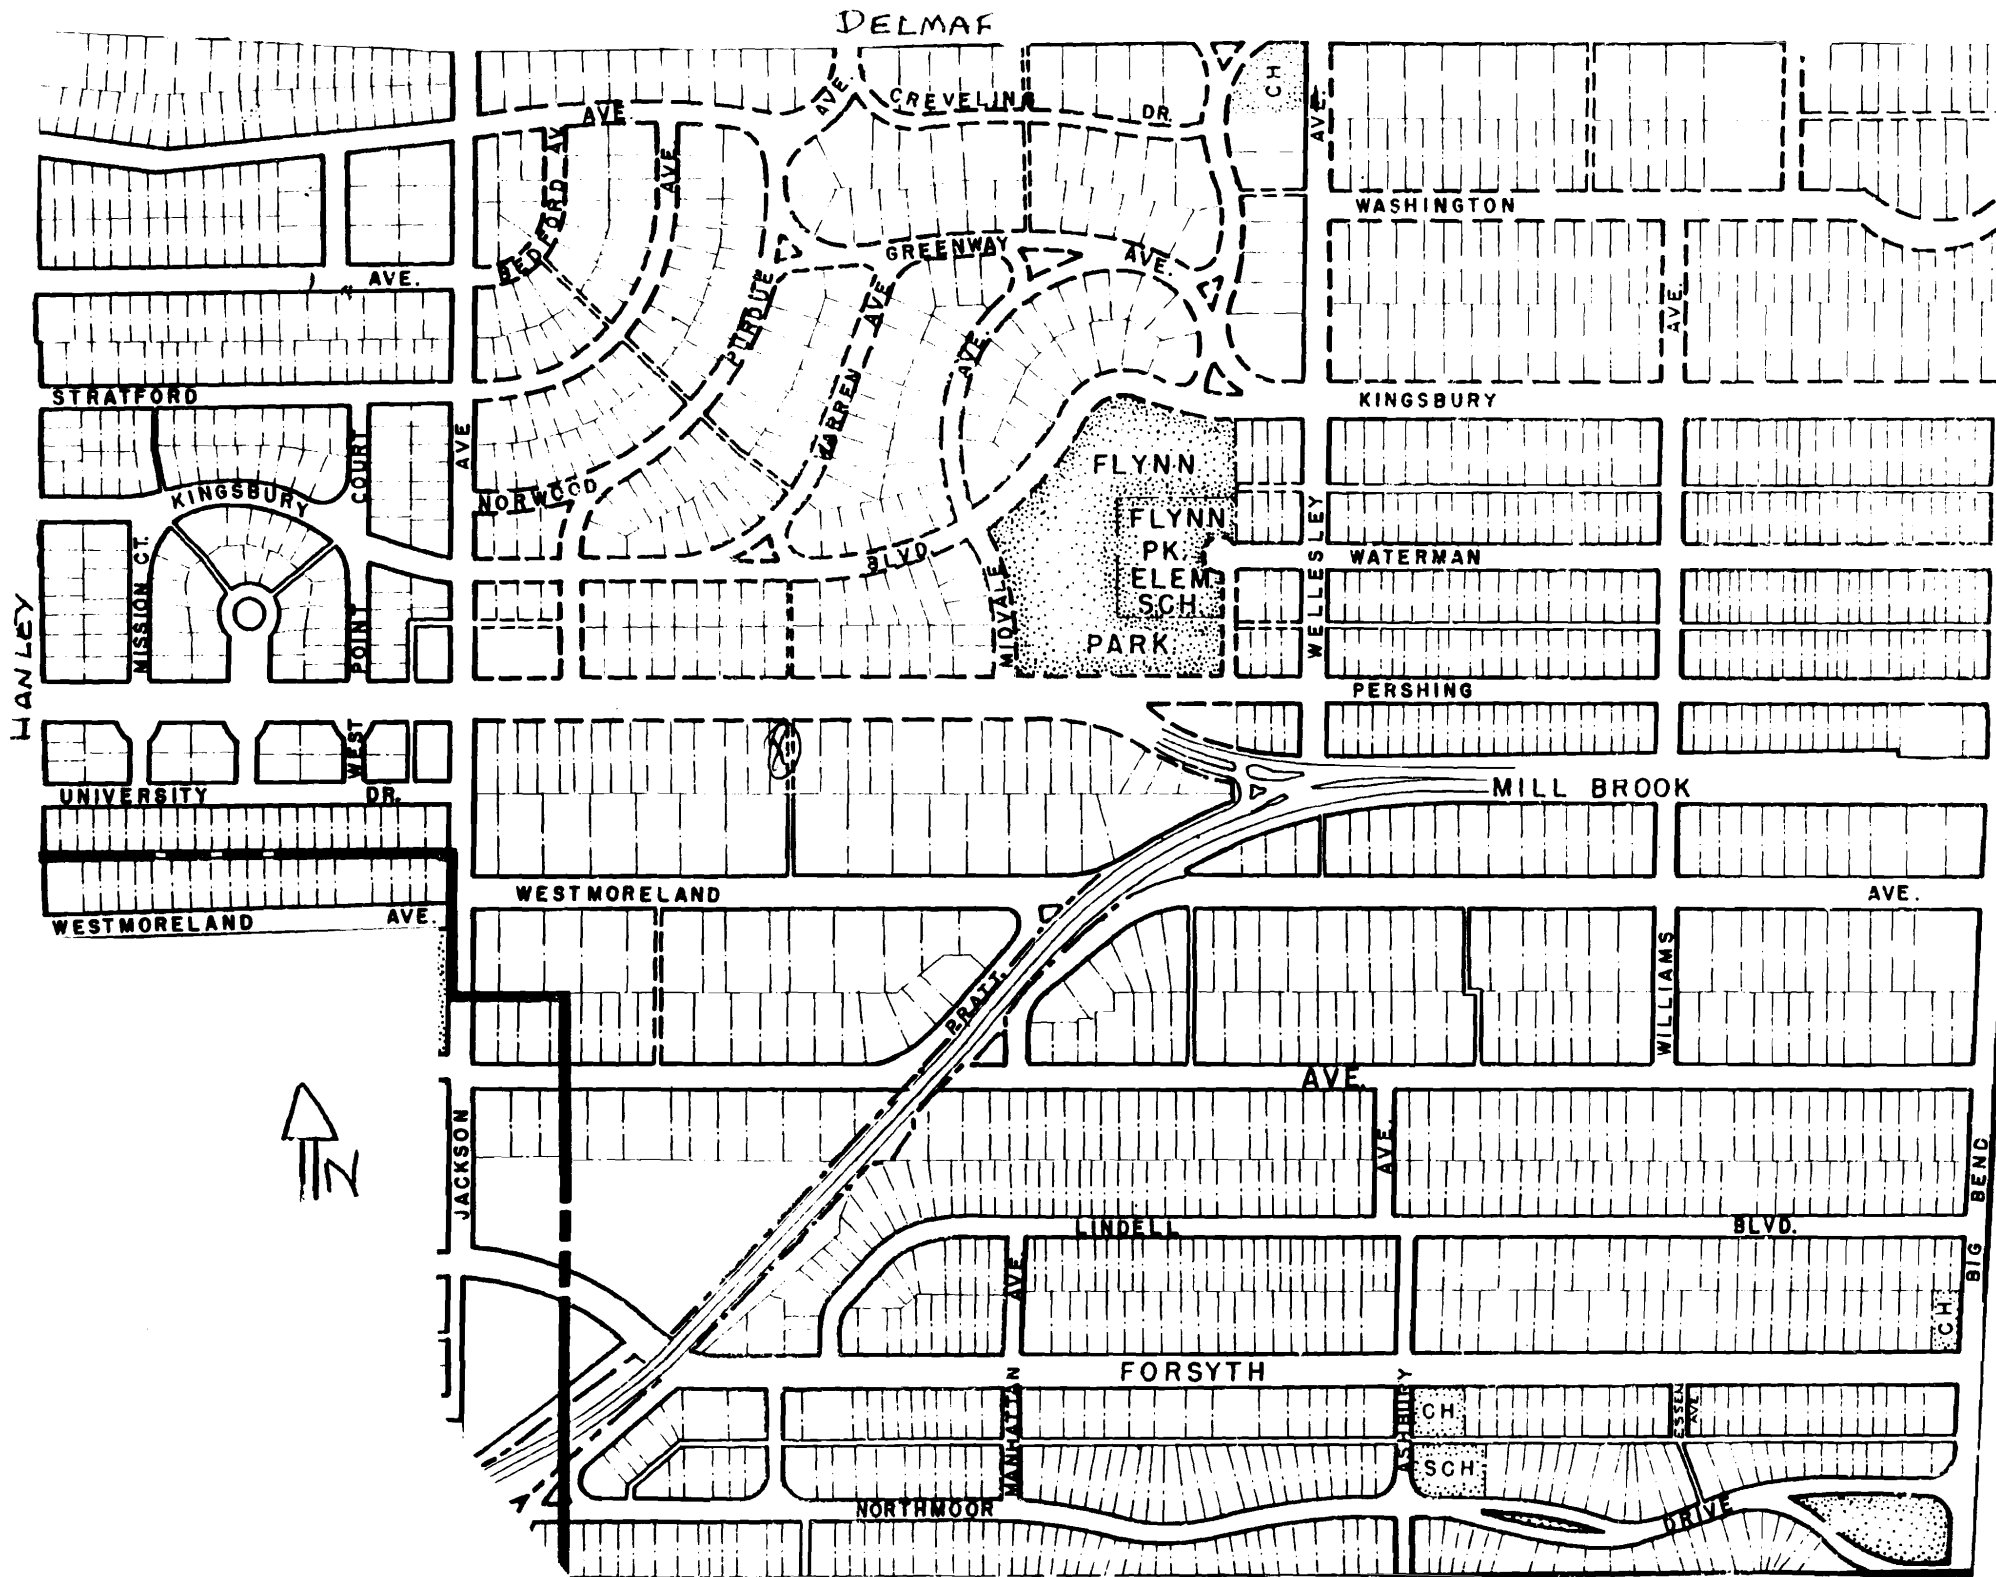 DELMAF
CREVELING
DR.
AVE.
AVE.
CH
AVE.
BEDFORD AV
AVE
WASHINGTON
GREENWAY
AVE.
AVE.
PURDUE
AVE
AVE.
AVE.
WARREN
STRATFORD
KINGSBURY
COURT
AVE
FLYNN
NORWOOD
KINGSBURY
FLYNN
PK.
ELEM
SCH.
PARK
BLVD.
WATERMAN
WELLESLEY
MISSION CT.
MIDVALE
HANLEY
POINT
PERSHING
WEST
X
UNIVERSITY
DR.
MILL BROOK
WESTMORELAND
AVE.
WESTMORELAND
AVE.
WILLIAMS
PRATT.
AVE.
N
JACKSON
AVE.
BIG BEND
LINDELL
BLVD.
AVE
CH
FORSYTH
MANHATTAN
ASHBURY
CH
ESSEX
AVE
SCH
NORTHMOOR
DRIVE